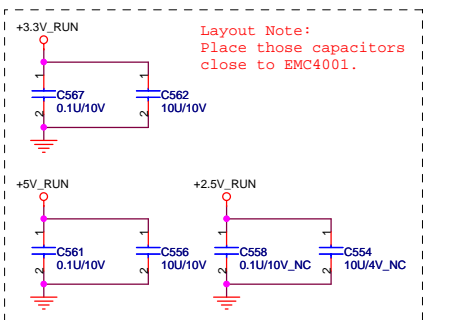 +3.3V_RUN
Layout Note:
Place those capacitors
close to EMC4001.
1 1
C567 C562
0.1U/10V 10U/10V
2 2
+5V_RUN +2.5V_RUN
1 1 1 1
C561 C556 C558 C554
0.1U/10V 10U/10V 0.1U/10V_NC 10U/4V_NC
2 2 2 2